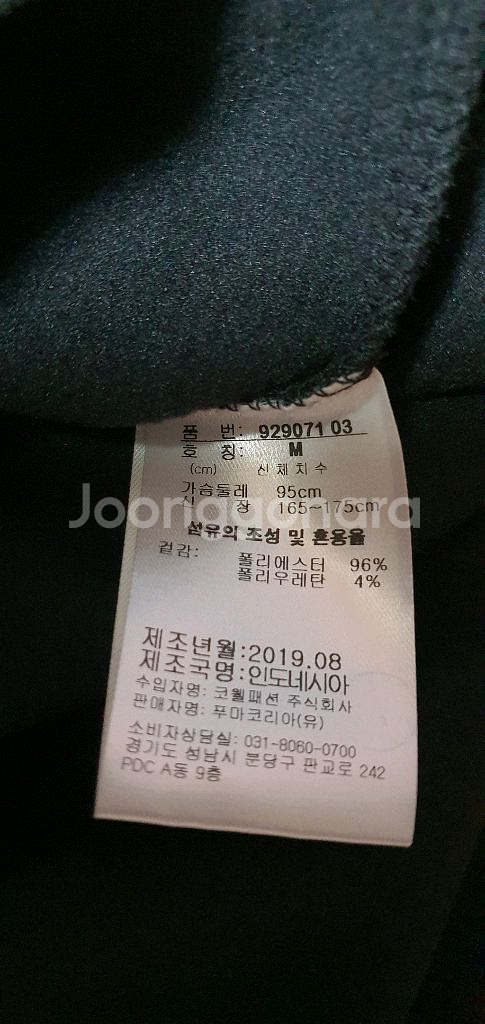 품 번: 929071 03
호 칭: M
(cm) 신체치수
가슴둘레 95cm
신 장 165~175cm
Joonggonara
섬유의 조성 및 혼용율
겉감: 폴리에스터 96%
폴리우레탄 4%
제조년월:2019.08
제조국명:인도네시아
수입자명: 코웰패션 주식회사
판매자명: 푸마코리아(유)
소비자상담실: 031-8060-0700
경기도 성남시 분당구 판교로 242
PDC A동 9층